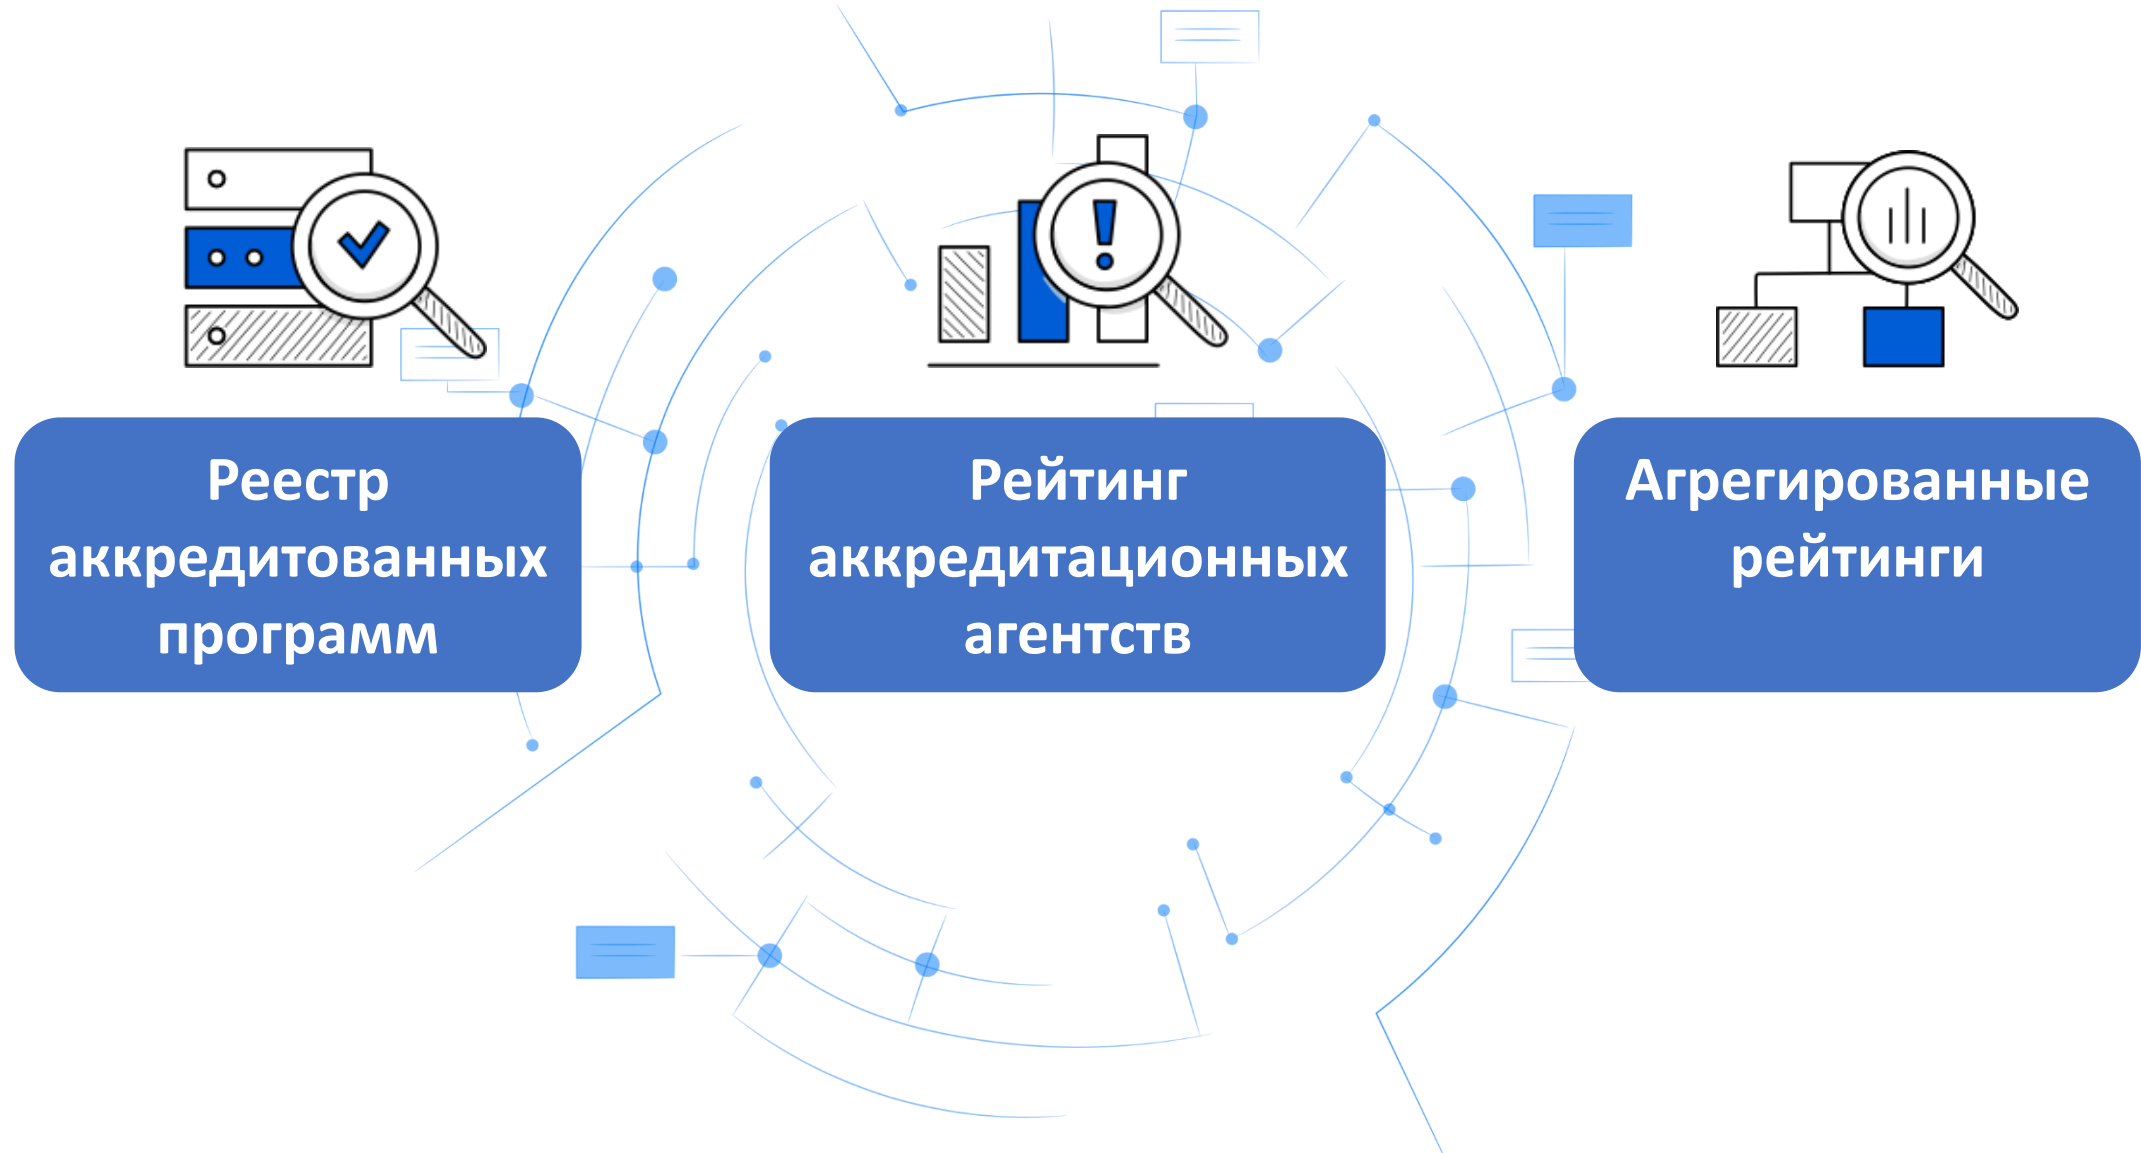 Реестр
аккредитованных
программ
Рейтинг
аккредитационных
агентств
Агрегированные
рейтинги